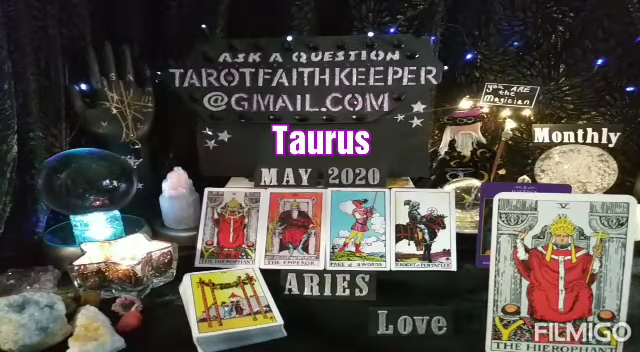 ASK A QUESTION
TAROTFAITHKEEPER
@GMAIL.COM
you ARE
the
Magician
Taurus
Monthly
MAY 2020
THE HIEROPHANT
THE EMPEROR
PAGE of SWORDS
KNIGHT of PENTACLES
V
ARIES
Love
FILMIGO
THE HIEROPHANT